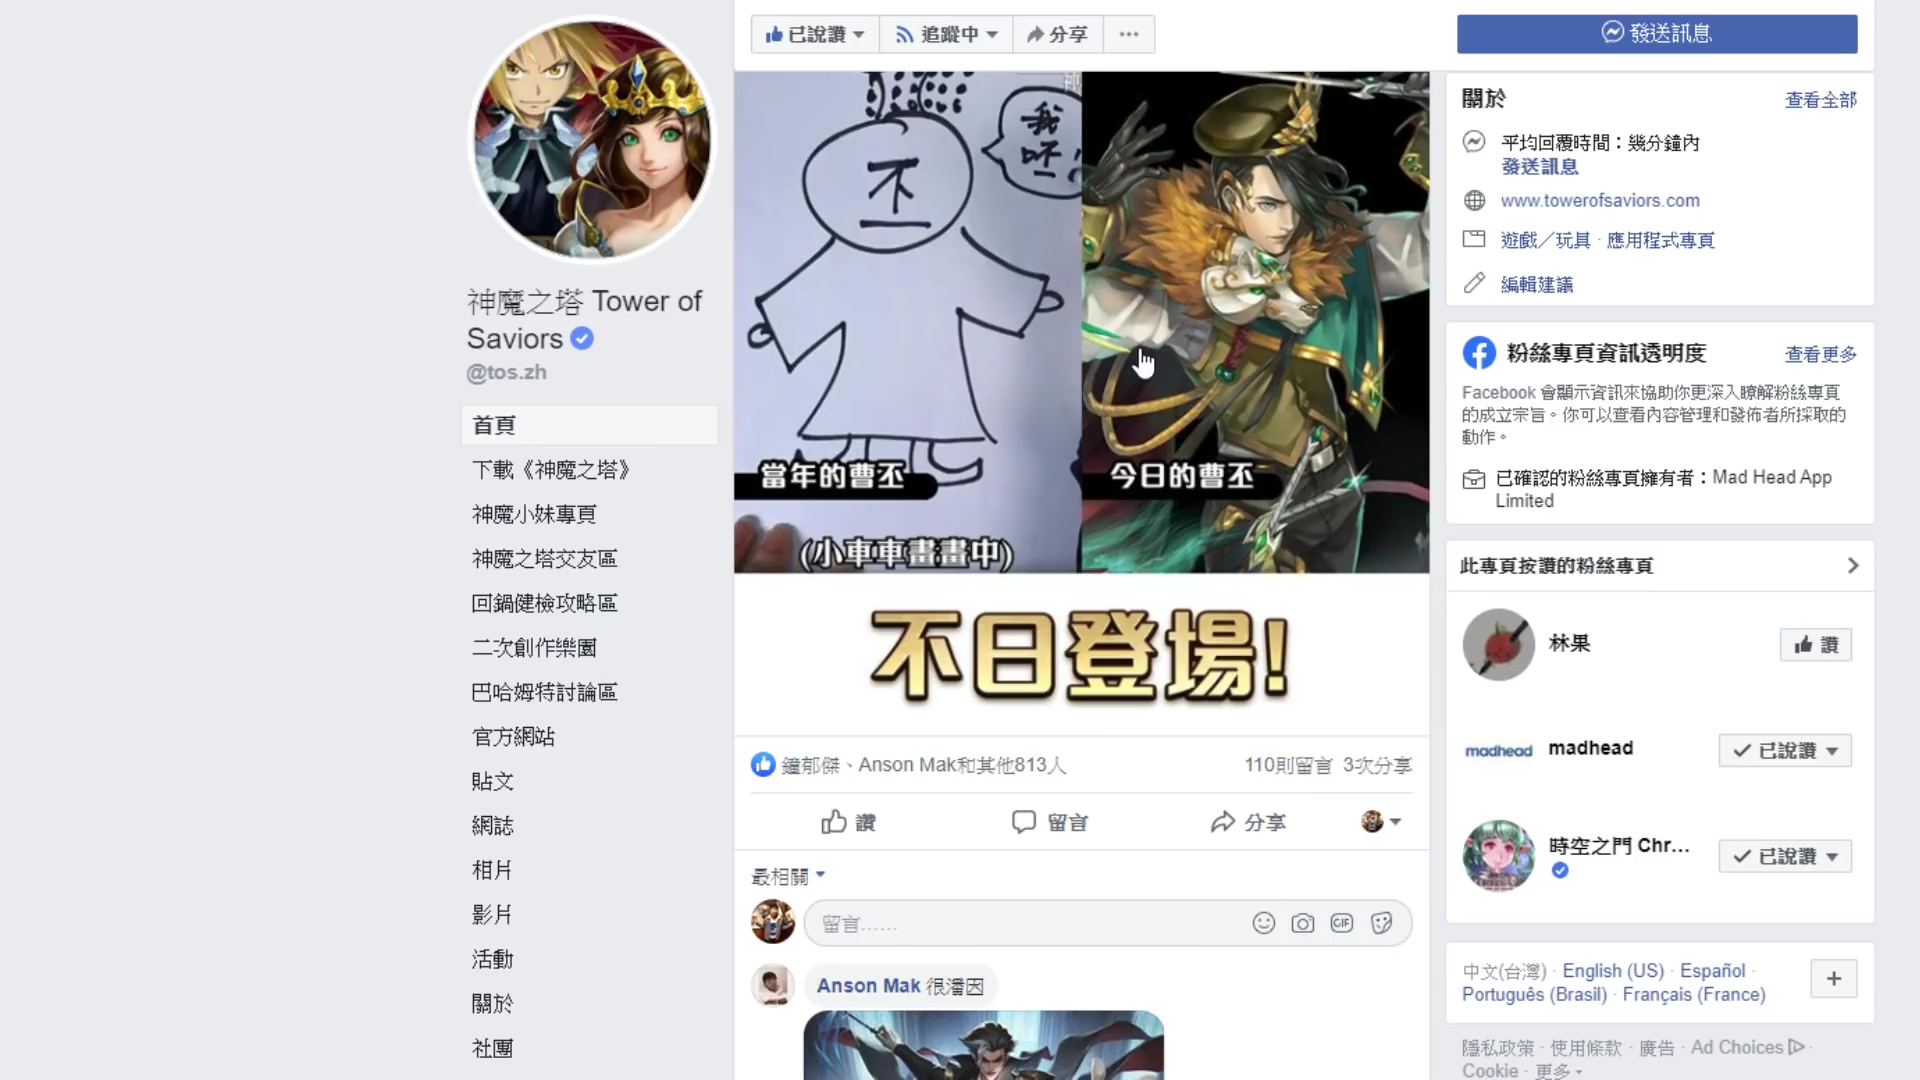 已說讚
追蹤中
分享
發送訊息
神魔之塔 Tower of
Saviors
@tos.zh
首頁
下載《神魔之塔》
神魔小妹專頁
神魔之塔交友區
回鍋健檢攻略區
二次創作樂園
巴哈姆特討論區
官方網站
貼文
網誌
相片
影片
活動
關於
社團
我
呸!
不
一
當年的曹丕
今日的曹丕
(小車車畫畫中)
不日登場!
鐘郁傑、Anson Mak和其他813人
110則留言 3次分享
讚
留言
分享
最相關
留言……
GIF
Anson Mak 很潘因
關於
查看全部
平均回覆時間：幾分鐘內
發送訊息
www.towerofsaviors.com
遊戲／玩具 · 應用程式專頁
編輯建議
粉絲專頁資訊透明度
查看更多
Facebook 會顯示資訊來協助你更深入瞭解粉絲專頁
的成立宗旨。你可以查看內容管理和發佈者所採取的
動作。
已確認的粉絲專頁擁有者：Mad Head App
Limited
此專頁按讚的粉絲專頁
林果
讚
madhead
madhead
已說讚
時空之門 Chr...
已說讚
中文(台灣) · English (US) · Español ·
Português (Brasil) · Français (France)
隱私政策 · 使用條款 · 廣告 · Ad Choices ·
Cookie · 更多